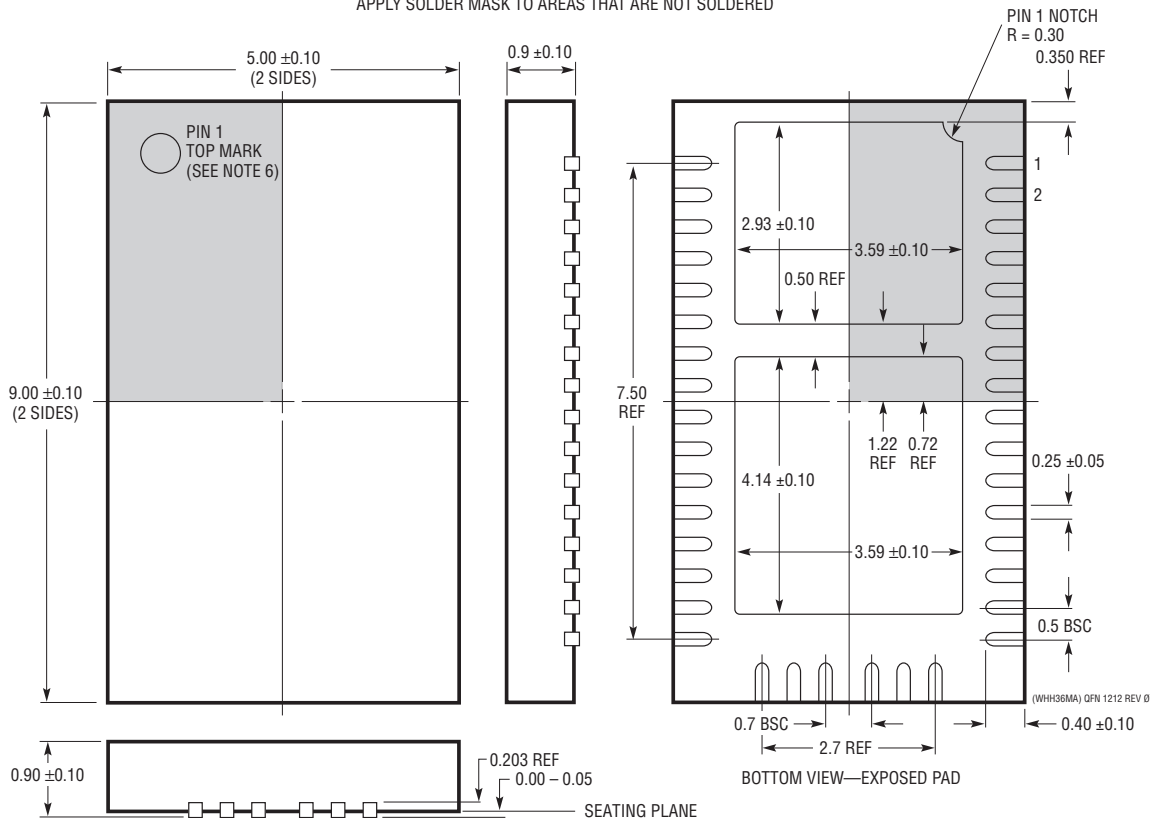 APPLY SOLDER MASK TO AREAS THAT ARE NOT SOLDERED
PIN 1 NOTCH
R = 0.30
0.350 REF
5.00 ±0.10
(2 SIDES)
0.9 ±0.10
PIN 1
TOP MARK
(SEE NOTE 6)
1
2
2.93 ±0.10
3.59 ±0.10
0.50 REF
9.00 ±0.10
(2 SIDES)
7.50
REF
1.22
REF
0.72
REF
0.25 ±0.05
4.14 ±0.10
3.59 ±0.10
0.5 BSC
(WHH36MA) QFN 1212 REV Ø
0.7 BSC
0.40 ±0.10
2.7 REF
0.90 ±0.10
0.203 REF
0.00 – 0.05
SEATING PLANE
BOTTOM VIEW—EXPOSED PAD